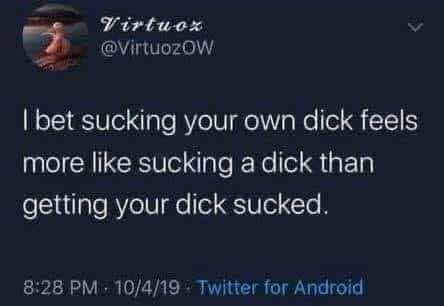 Virtuoz
@VirtuozOW
I bet sucking your own dick feels
more like sucking a dick than
getting your dick sucked.
8:28 PM · 10/4/19 · Twitter for Android